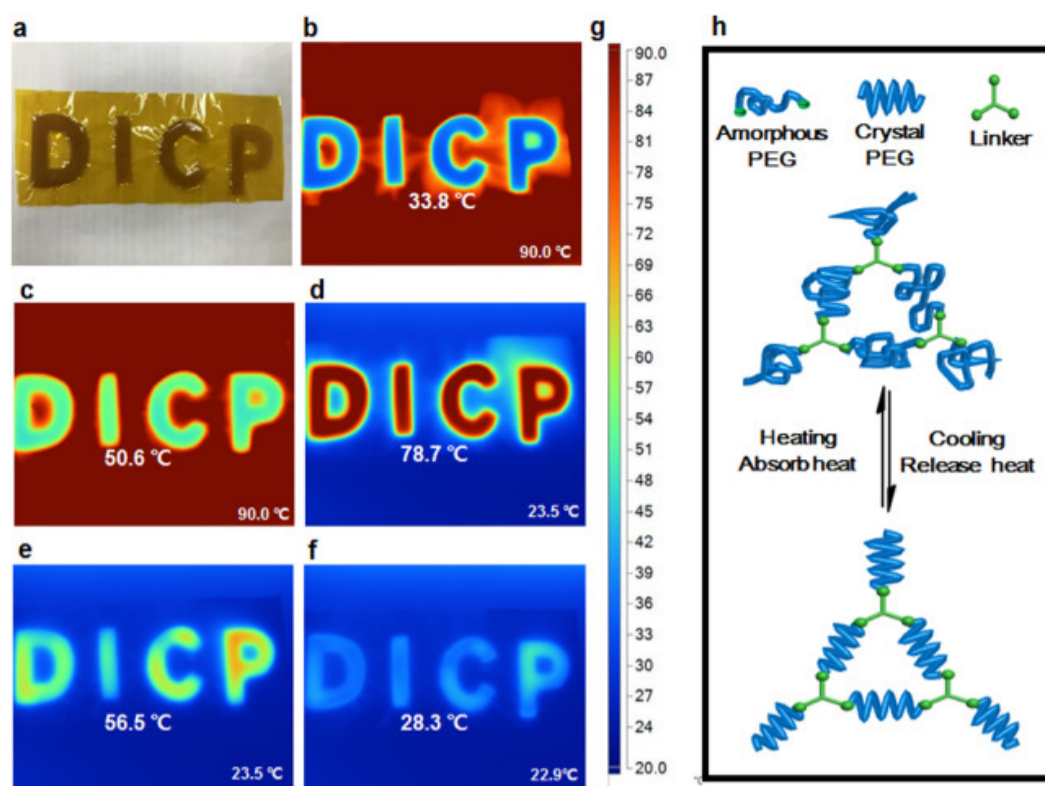 a
DICP
b
DICP
33.8 ℃
90.0 ℃
c
DICP
50.6 ℃
90.0 ℃
d
DICP
78.7 ℃
23.5 ℃
e
DICP
56.5 ℃
23.5 ℃
f
DICP
28.3 ℃
22.9℃
g
90.0
87
84
81
78
75
72
69
66
63
60
57
54
51
48
45
42
39
36
33
30
27
24
20.0
℃
h
Amorphous
PEG
Crystal
PEG
Linker
Heating
Absorb heat
Cooling
Release heat